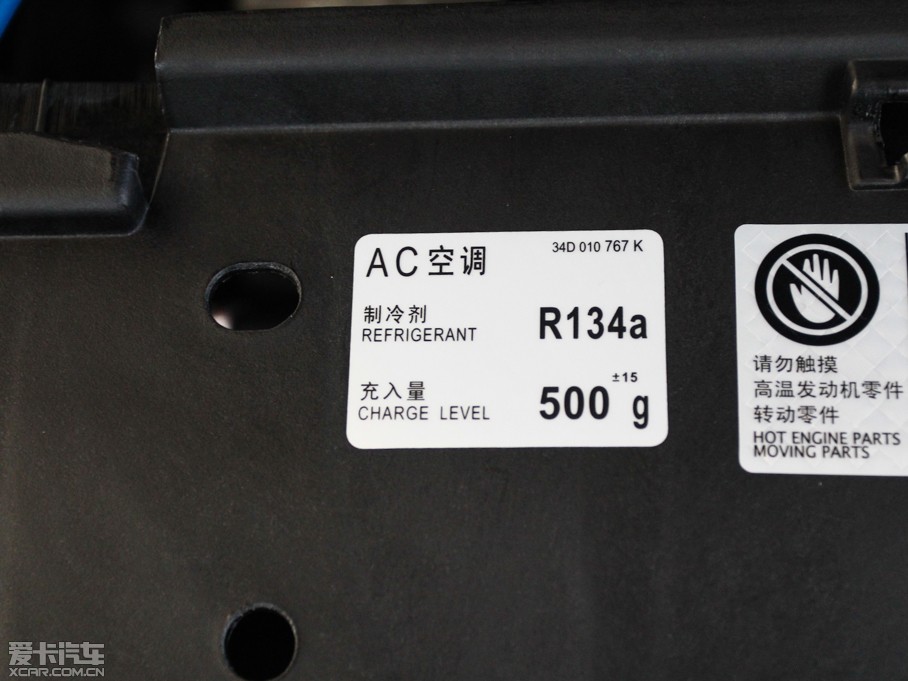 AC空调
34D 010 767 K
制冷剂
REFRIGERANT
R134a
充入量
CHARGE LEVEL
500 ±15 g
请勿触摸
高温发动机零件
转动零件
HOT ENGINE PARTS
MOVING PARTS
爱卡汽车
XCAR.COM.CN